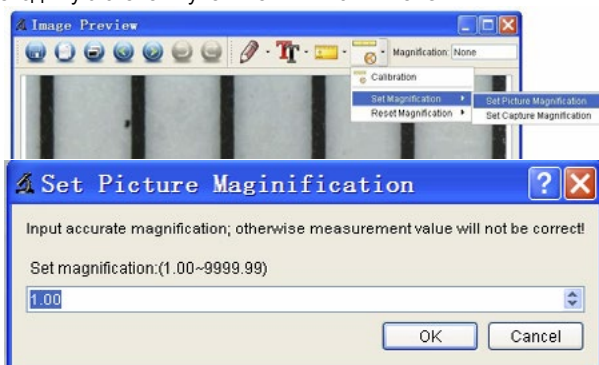 Image Preview
Magnification: None
Calibration
Set Magnification
Set Picture Magnification
Reset Magnification
Set Capture Magnification
Set Picture Maginification
Input accurate magnification; otherwise measurement value will not be correct!
Set magnification:(1.00~9999.99)
1.00
OK Cancel